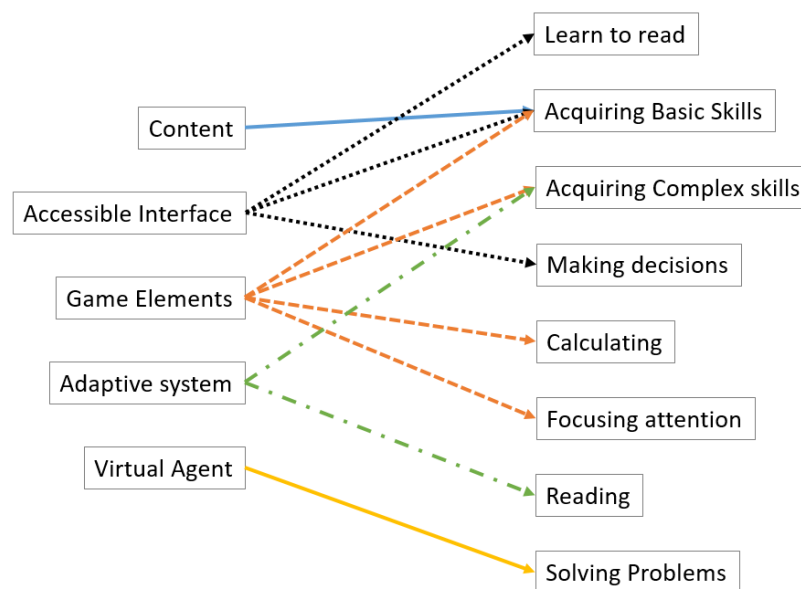 Content
Accessible Interface
Game Elements
Adaptive system
Virtual Agent
Learn to read
Acquiring Basic Skills
Acquiring Complex skills
Making decisions
Calculating
Focusing attention
Reading
Solving Problems